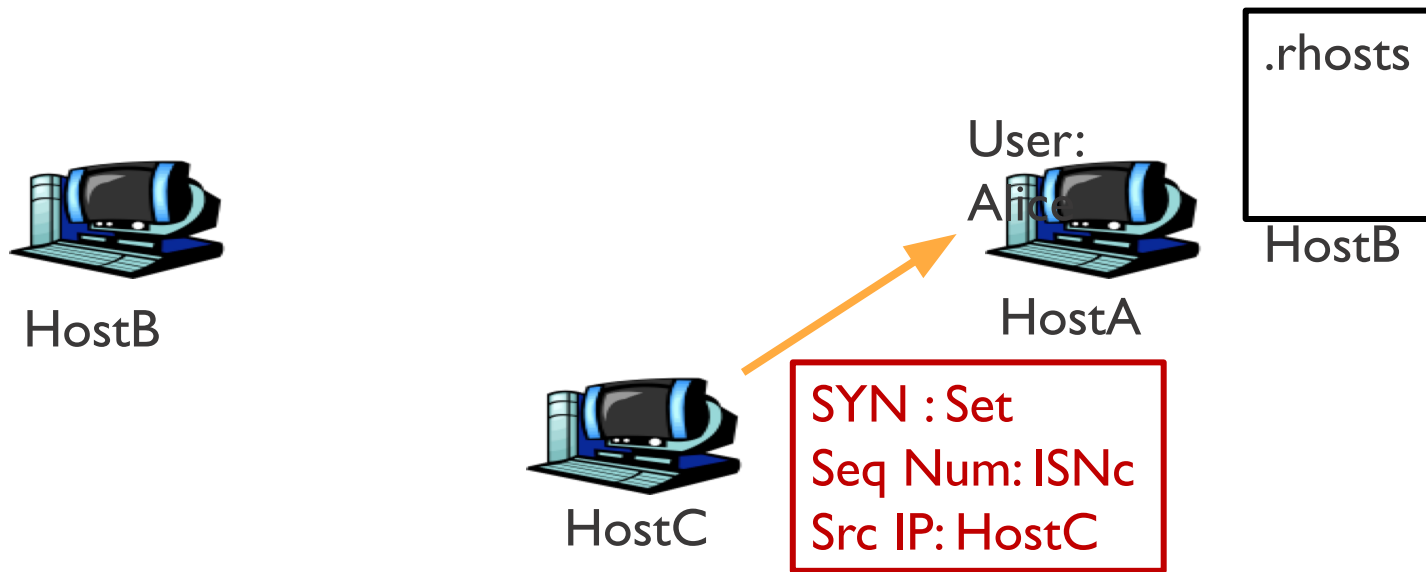 .rhosts
User:
Alice
HostB
HostA
HostB
SYN : Set
Seq Num: ISNc
Src IP: HostC
HostC